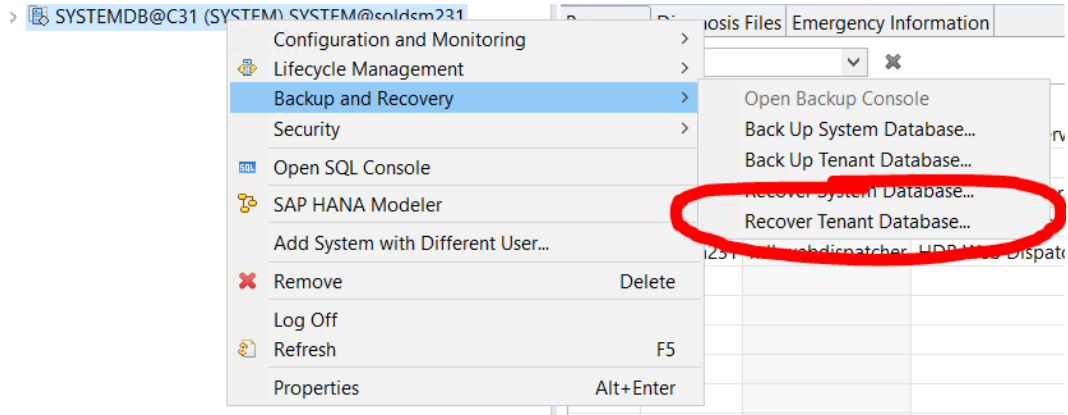 SYSTEMDB@C31 (SYSTEM) SYSTEM@soldsm231
Diagnosis Files
Emergency Information
Configuration and Monitoring
Lifecycle Management
Backup and Recovery
Security
SQL
Open SQL Console
SAP HANA Modeler
Add System with Different User...
Remove Delete
Log Off
Refresh F5
Properties Alt+Enter
Open Backup Console
Back Up System Database...
Back Up Tenant Database...
Recover System Database...
Recover Tenant Database...
HDB Web Dispatc